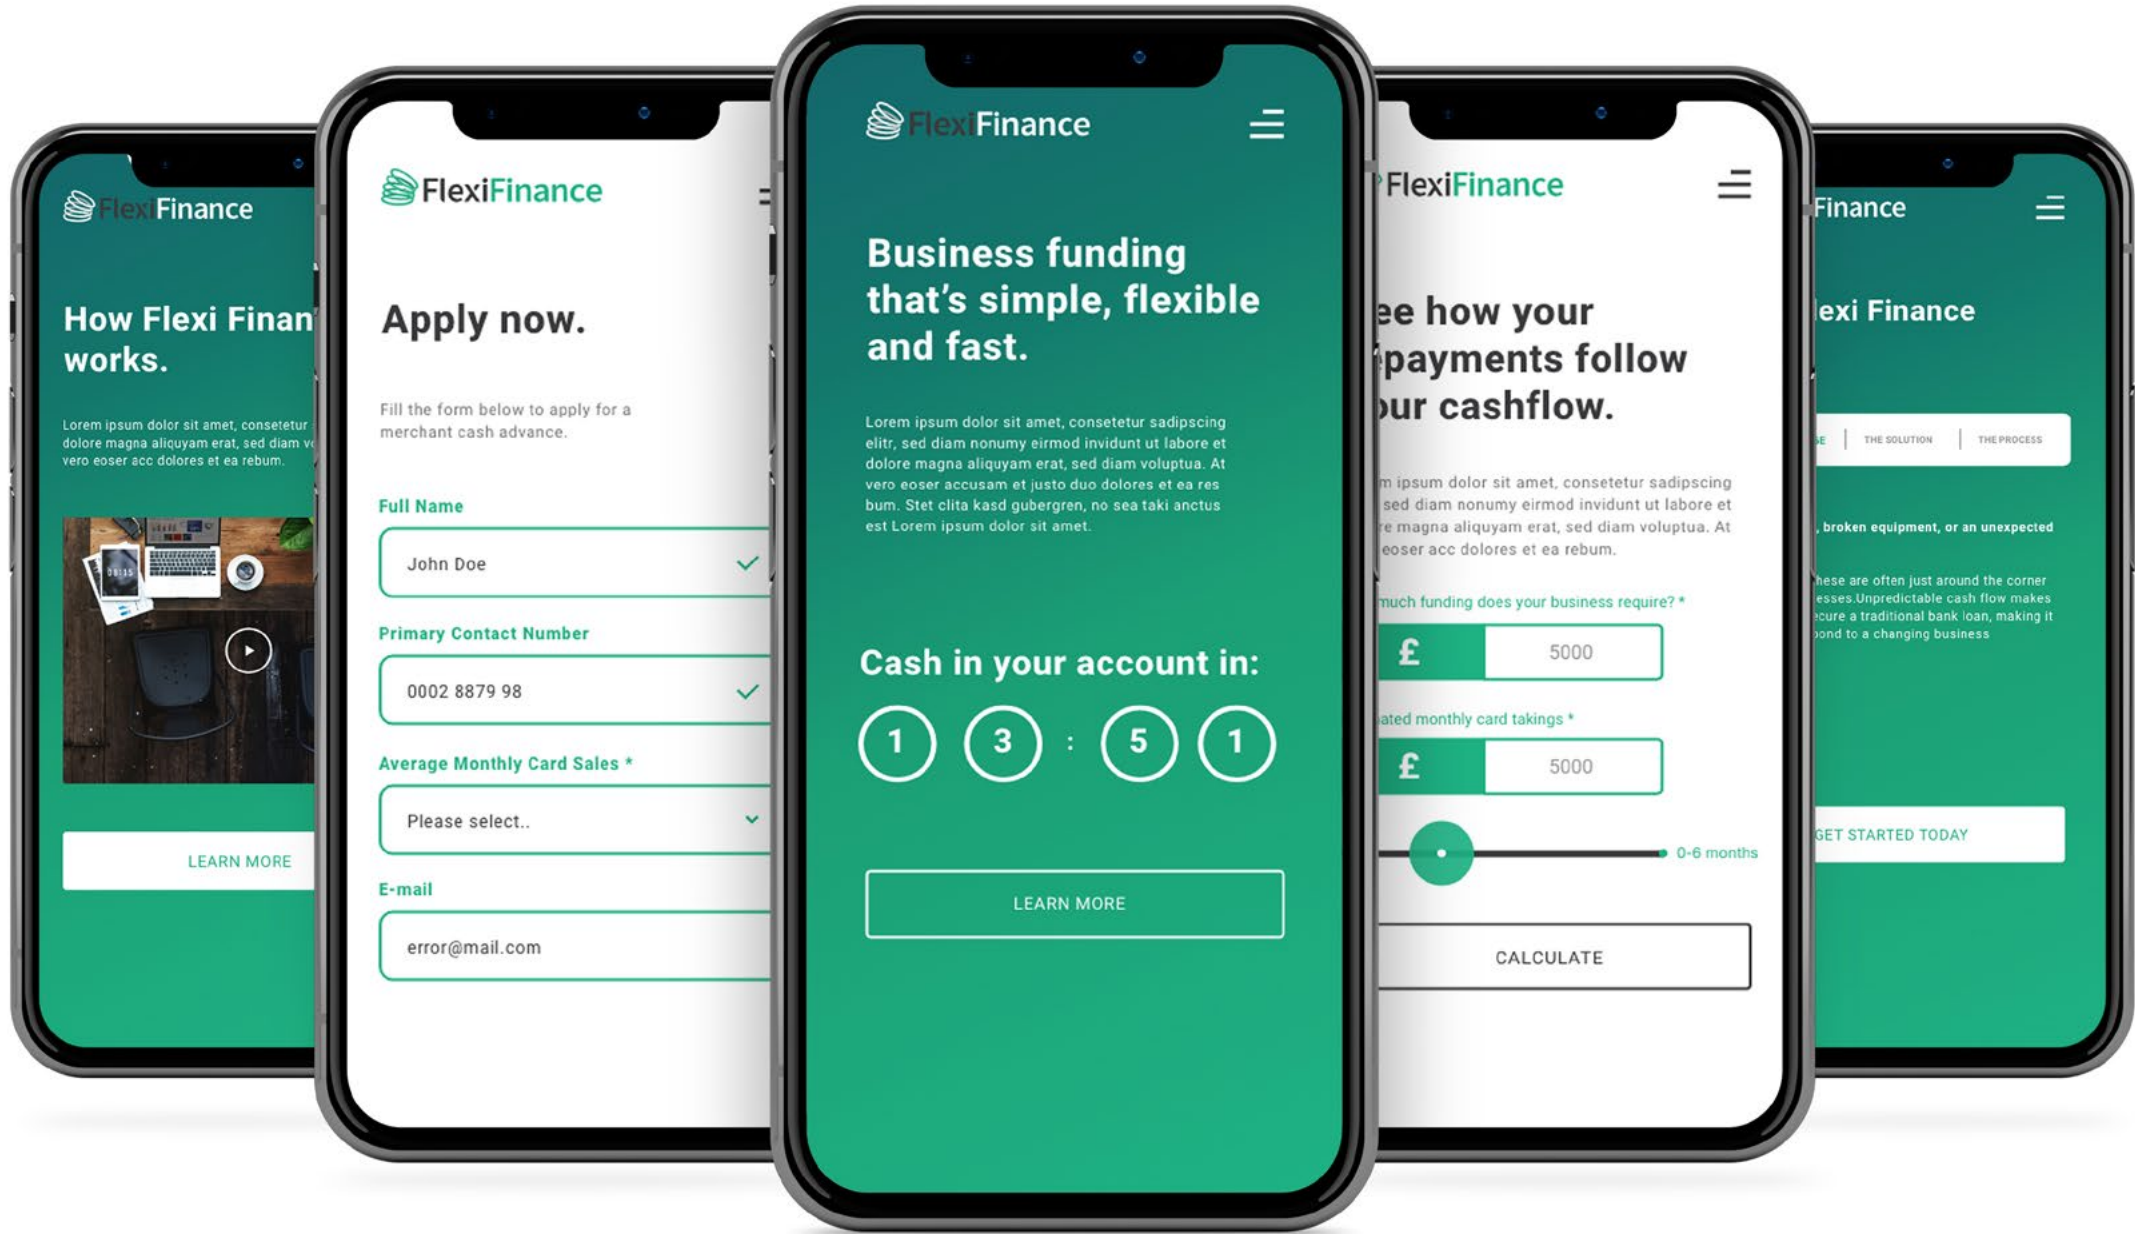 FlexiFinance
How Flexi Finan
works.
Lorem ipsum dolor sit amet, consetetur
dolore magna aliquyam erat, sed diam
vero eoser acc dolores et ea rebum.
08:15
LEARN MORE
FlexiFinance
Apply now.
Fill the form below to apply for a
merchant cash advance.
Full Name
John Doe
Primary Contact Number
0002 8879 98
Average Monthly Card Sales *
Please select..
E-mail
error@mail.com
FlexiFinance
Business funding
that's simple, flexible
and fast.
Lorem ipsum dolor sit amet, consetetur sadipscing
elitr, sed diam nonumy eirmod invidunt ut labore et
dolore magna aliquyam erat, sed diam voluptua. At
vero eoser accusam et justo duo dolores et ea res
bum. Stet clita kasd gubergren, no sea taki anctus
est Lorem ipsum dolor sit amet.
Cash in your account in:
1 3 : 5 1
LEARN MORE
FlexiFinance
ee how your
payments follow
our cashflow.
m ipsum dolor sit amet, consetetur sadipscing
sed diam nonumy eirmod invidunt ut labore et
re magna aliquyam erat, sed diam voluptua. At
eoser acc dolores et ea rebum.
much funding does your business require? *
£ 5000
ated monthly card takings *
£ 5000
0-6 months
CALCULATE
Finance
lexi Finance
GE | THE SOLUTION | THE PROCESS
, broken equipment, or an unexpected
hese are often just around the corner
esses.Unpredictable cash flow makes
ecure a traditional bank loan, making it
ond to a changing business
GET STARTED TODAY